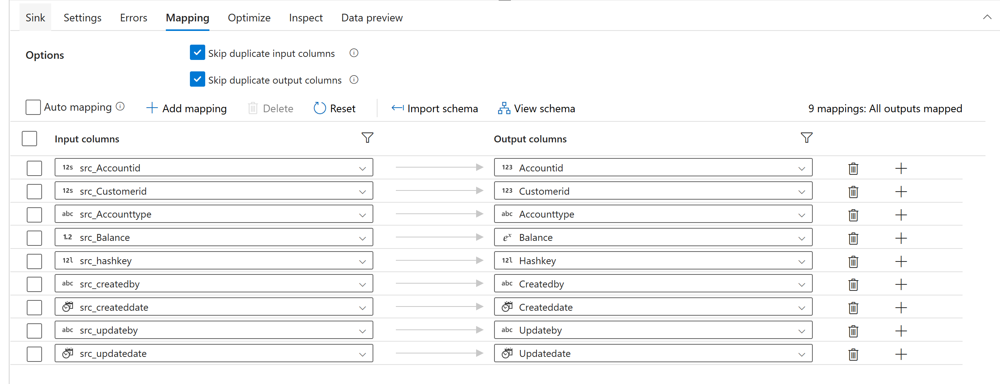 Sink Settings Errors Mapping Optimize Inspect Data preview
Options
Skip duplicate input columns
Skip duplicate output columns
Auto mapping Add mapping Delete Reset Import schema View schema 9 mappings: All outputs mapped
Input columns Output columns
12s src_Accountid 123 Accountid
12s src_Customerid 123 Customerid
abc src_Accounttype abc Accounttype
1.2 src_Balance eˣ Balance
12l src_hashkey 12l Hashkey
abc src_createdby abc Createdby
src_createddate Createddate
abc src_updateby abc Updateby
src_updatedate Updatedate